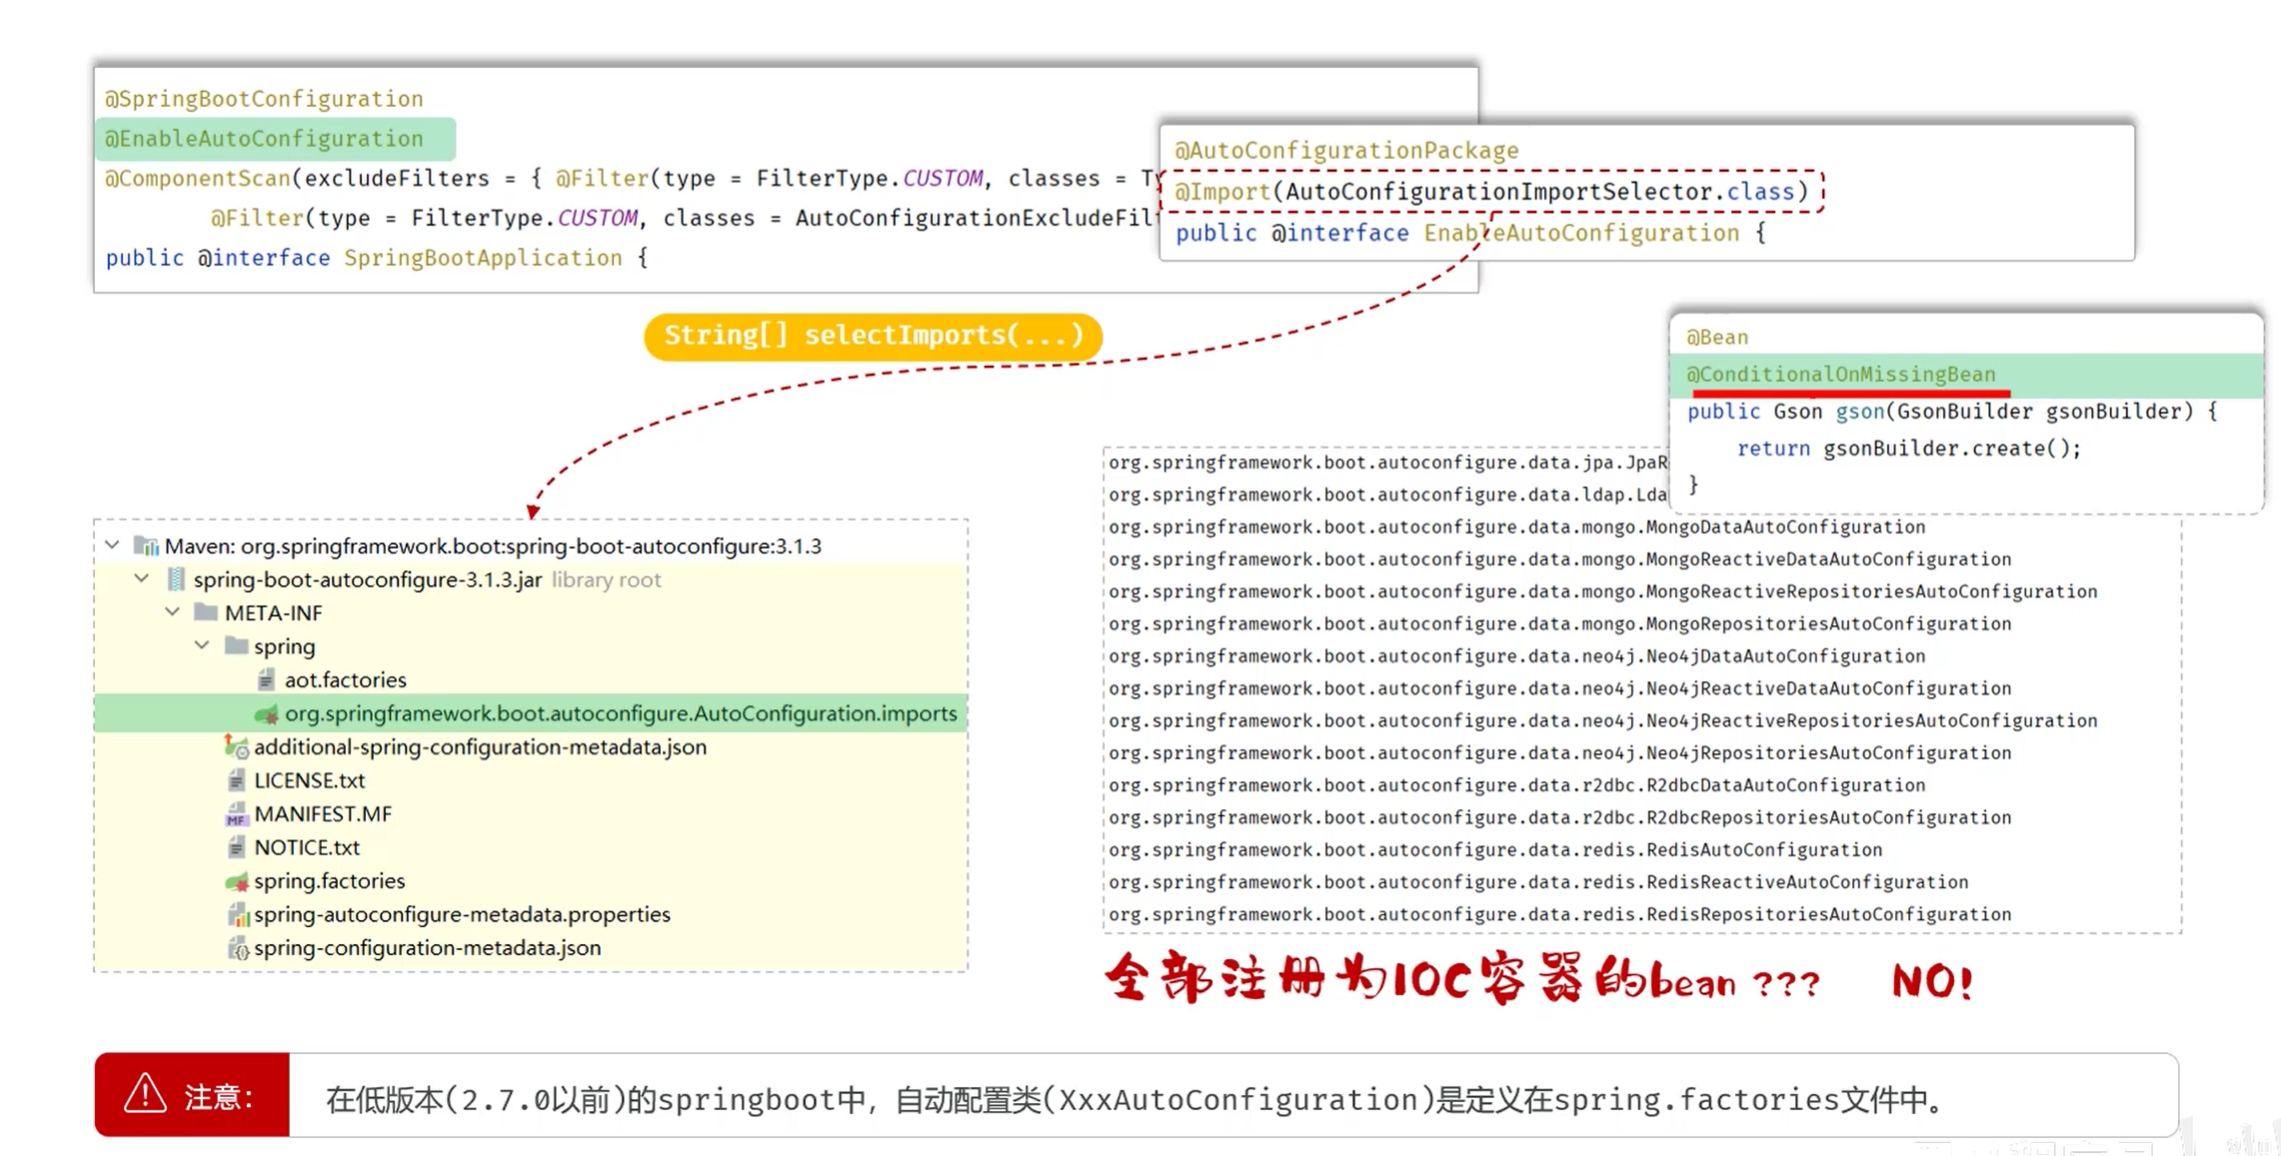 @SpringBootConfiguration
@EnableAutoConfiguration
@ComponentScan(excludeFilters = { @Filter(type = FilterType.CUSTOM, classes =
@Filter(type = FilterType.CUSTOM, classes = AutoConfigurationExcludeFil
public @interface SpringBootApplication {
@AutoConfigurationPackage
@Import(AutoConfigurationImportSelector.class)
public @interface EnableAutoConfiguration {
String[] selectImports(...)
@Bean
@ConditionalOnMissingBean
public Gson gson(GsonBuilder gsonBuilder) {
return gsonBuilder.create();
}
Maven: org.springframework.boot:spring-boot-autoconfigure:3.1.3
spring-boot-autoconfigure-3.1.3.jar library root
META-INF
spring
aot.factories
org.springframework.boot.autoconfigure.AutoConfiguration.imports
additional-spring-configuration-metadata.json
LICENSE.txt
MANIFEST.MF
NOTICE.txt
spring.factories
spring-autoconfigure-metadata.properties
spring-configuration-metadata.json
org.springframework.boot.autoconfigure.data.jpa.JpaR
org.springframework.boot.autoconfigure.data.ldap.Lda
org.springframework.boot.autoconfigure.data.mongo.MongoDataAutoConfiguration
org.springframework.boot.autoconfigure.data.mongo.MongoReactiveDataAutoConfiguration
org.springframework.boot.autoconfigure.data.mongo.MongoReactiveRepositoriesAutoConfiguration
org.springframework.boot.autoconfigure.data.mongo.MongoRepositoriesAutoConfiguration
org.springframework.boot.autoconfigure.data.neo4j.Neo4jDataAutoConfiguration
org.springframework.boot.autoconfigure.data.neo4j.Neo4jReactiveDataAutoConfiguration
org.springframework.boot.autoconfigure.data.neo4j.Neo4jReactiveRepositoriesAutoConfiguration
org.springframework.boot.autoconfigure.data.neo4j.Neo4jRepositoriesAutoConfiguration
org.springframework.boot.autoconfigure.data.r2dbc.R2dbcDataAutoConfiguration
org.springframework.boot.autoconfigure.data.r2dbc.R2dbcRepositoriesAutoConfiguration
org.springframework.boot.autoconfigure.data.redis.RedisAutoConfiguration
org.springframework.boot.autoconfigure.data.redis.RedisReactiveAutoConfiguration
org.springframework.boot.autoconfigure.data.redis.RedisRepositoriesAutoConfiguration
全部注册为IOC容器的bean ??? NO!
注意:
在低版本(2.7.0以前)的springboot中，自动配置类(XxxAutoConfiguration)是定义在spring.factories文件中。